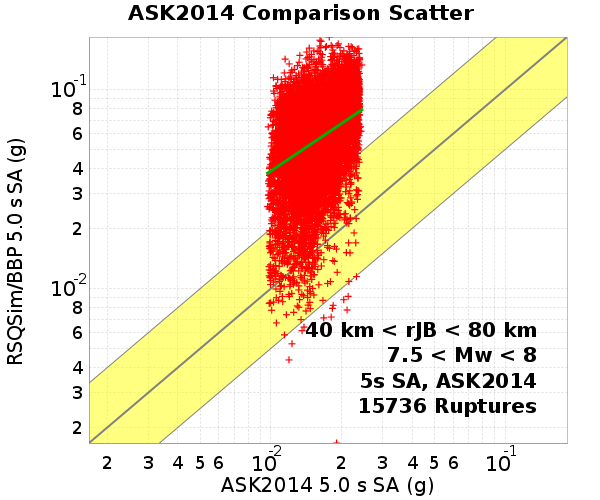 ASK2014 Comparison Scatter
10⁻¹
8
6
4
3
2
10⁻²
8
6
4
3
2
RSQSim/BBP 5.0 s SA (g)
40 km < rJB < 80 km
7.5 < Mw < 8
5s SA, ASK2014
15736 Ruptures
2 3 4 5 6 10⁻² 2 3 4 5 6 10⁻¹
ASK2014 5.0 s SA (g)